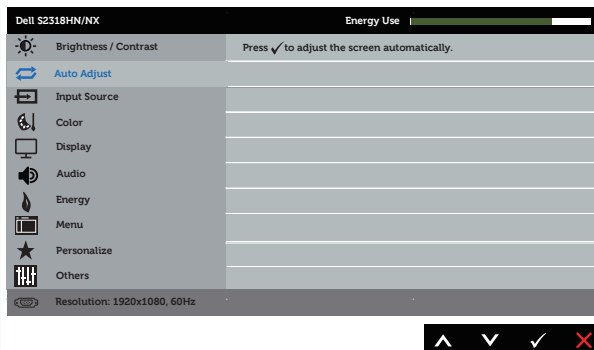 Dell S2318HN/NX Energy Use
Brightness / Contrast Press ✓ to adjust the screen automatically.
Auto Adjust
Input Source
Color
Display
Audio
Energy
Menu
Personalize
Others
Resolution: 1920x1080, 60Hz